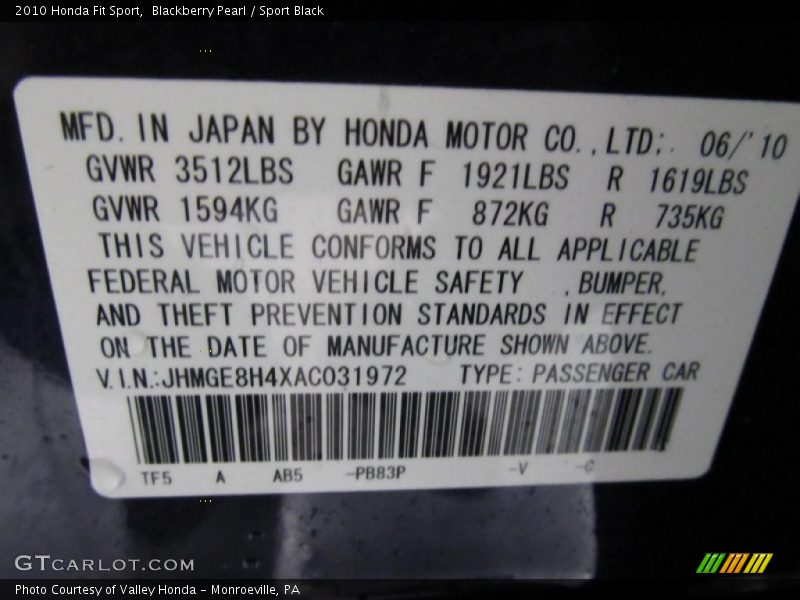 2010 Honda Fit Sport,  Blackberry Pearl / Sport Black
MFD. IN JAPAN BY HONDA MOTOR CO.,LTD. 06/'10
GVWR 3512LBS GAWR F 1921LBS R 1619LBS
GVWR 1594KG GAWR F 872KG R 735KG
THIS VEHICLE CONFORMS TO ALL APPLICABLE
FEDERAL MOTOR VEHICLE SAFETY ,BUMPER,
AND THEFT PREVENTION STANDARDS IN EFFECT
ON THE DATE OF MANUFACTURE SHOWN ABOVE.
V.I.N.:JHMGE8H4XAC031972 TYPE: PASSENGER CAR
TF5 A AB5 -PB83P -V -C
GTCARLOT.COM
Photo Courtesy of Valley Honda - Monroeville, PA